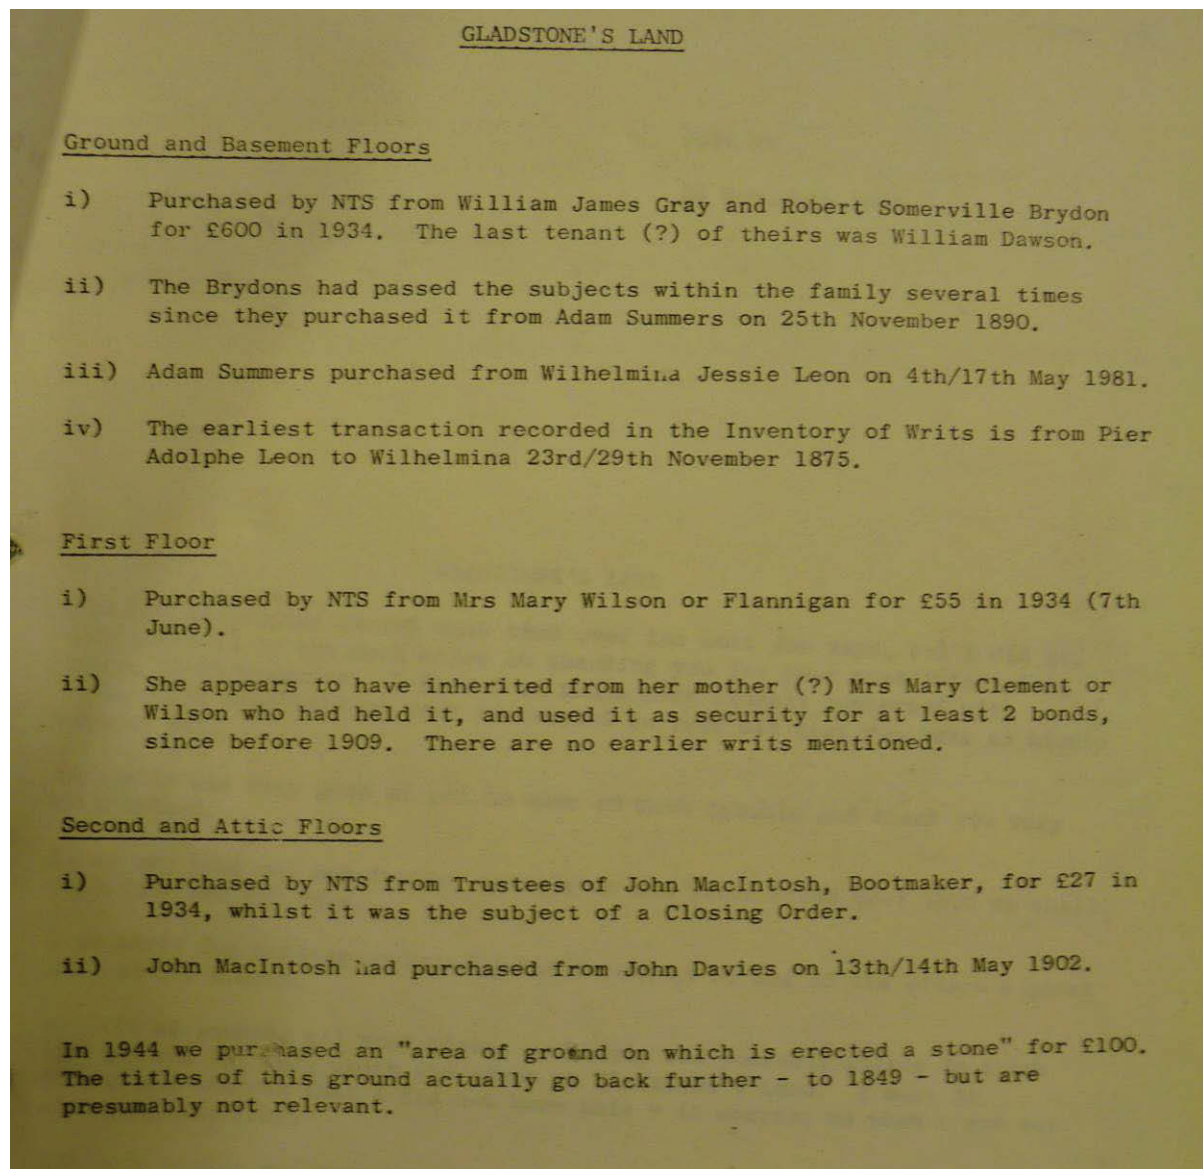 GLADSTONE'S LAND
Ground and Basement Floors
i) Purchased by NTS from William James Gray and Robert Somerville Brydon
for £600 in 1934. The last tenant (?) of theirs was William Dawson.
ii) The Brydons had passed the subjects within the family several times
since they purchased it from Adam Summers on 25th November 1890.
iii) Adam Summers purchased from Wilhelmina Jessie Leon on 4th/17th May 1981.
iv) The earliest transaction recorded in the Inventory of Writs is from Pier
Adolphe Leon to Wilhelmina 23rd/29th November 1875.
First Floor
i) Purchased by NTS from Mrs Mary Wilson or Flannigan for £55 in 1934 (7th
June).
ii) She appears to have inherited from her mother (?) Mrs Mary Clement or
Wilson who had held it, and used it as security for at least 2 bonds,
since before 1909. There are no earlier writs mentioned.
Second and Attic Floors
i) Purchased by NTS from Trustees of John MacIntosh, Bootmaker, for £27 in
1934, whilst it was the subject of a Closing Order.
ii) John MacIntosh had purchased from John Davies on 13th/14th May 1902.
In 1944 we purchased an "area of ground on which is erected a stone" for £100.
The titles of this ground actually go back further - to 1849 - but are
presumably not relevant.